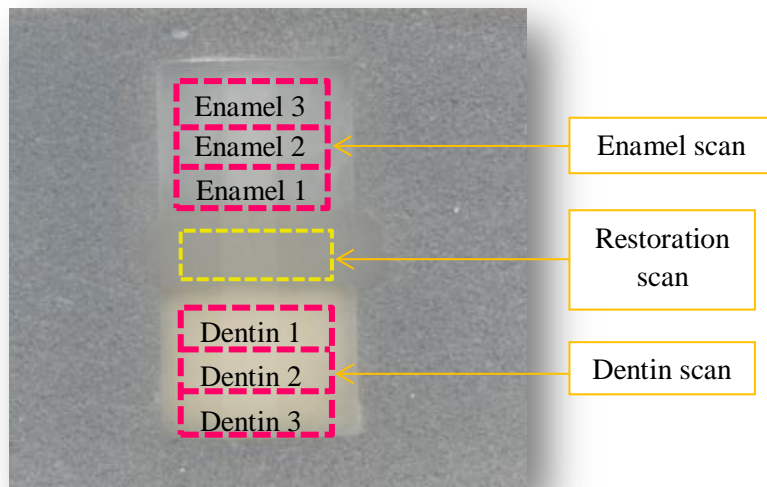 Enamel 3
Enamel 2
Enamel 1
Enamel scan
Restoration
scan
Dentin 1
Dentin 2
Dentin 3
Dentin scan